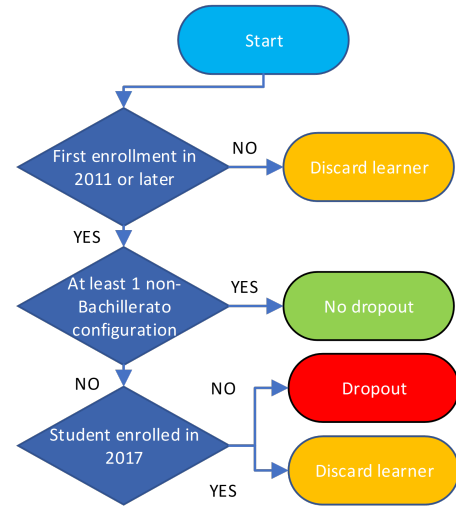 Start
First enrollment in
2011 or later
NO
Discard learner
YES
At least 1 non-
Bachillerato
configuration
YES
No dropout
NO
Student enrolled in
2017
NO
Dropout
YES
Discard learner